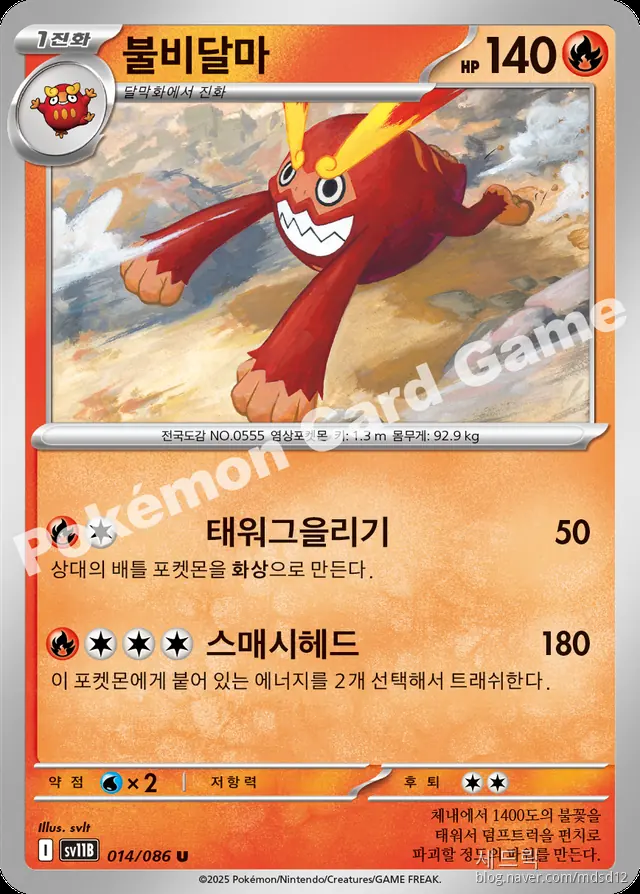 1진화
불비달마
HP 140
달막화에서 진화
전국도감 NO.0555 염상포켓몬 키: 1.3 m 몸무게: 92.9 kg
Pokémon Card Game
태워그을리기 50
상대의 배틀 포켓몬을 화상으로 만든다.
스매시헤드 180
이 포켓몬에게 붙어 있는 에너지를 2개 선택해서 트래쉬한다.
약점 ×2 저항력 후퇴
체내에서 1400도의 불꽃을
태워서 덤프트럭을 펀치로
파괴할 정도의 파워를 만든다.
Illus. svlt
I sv11B 014/086 U
©2025 Pokémon/Nintendo/Creatures/GAME FREAK.
세드릭
blog.naver.com/mdsd12